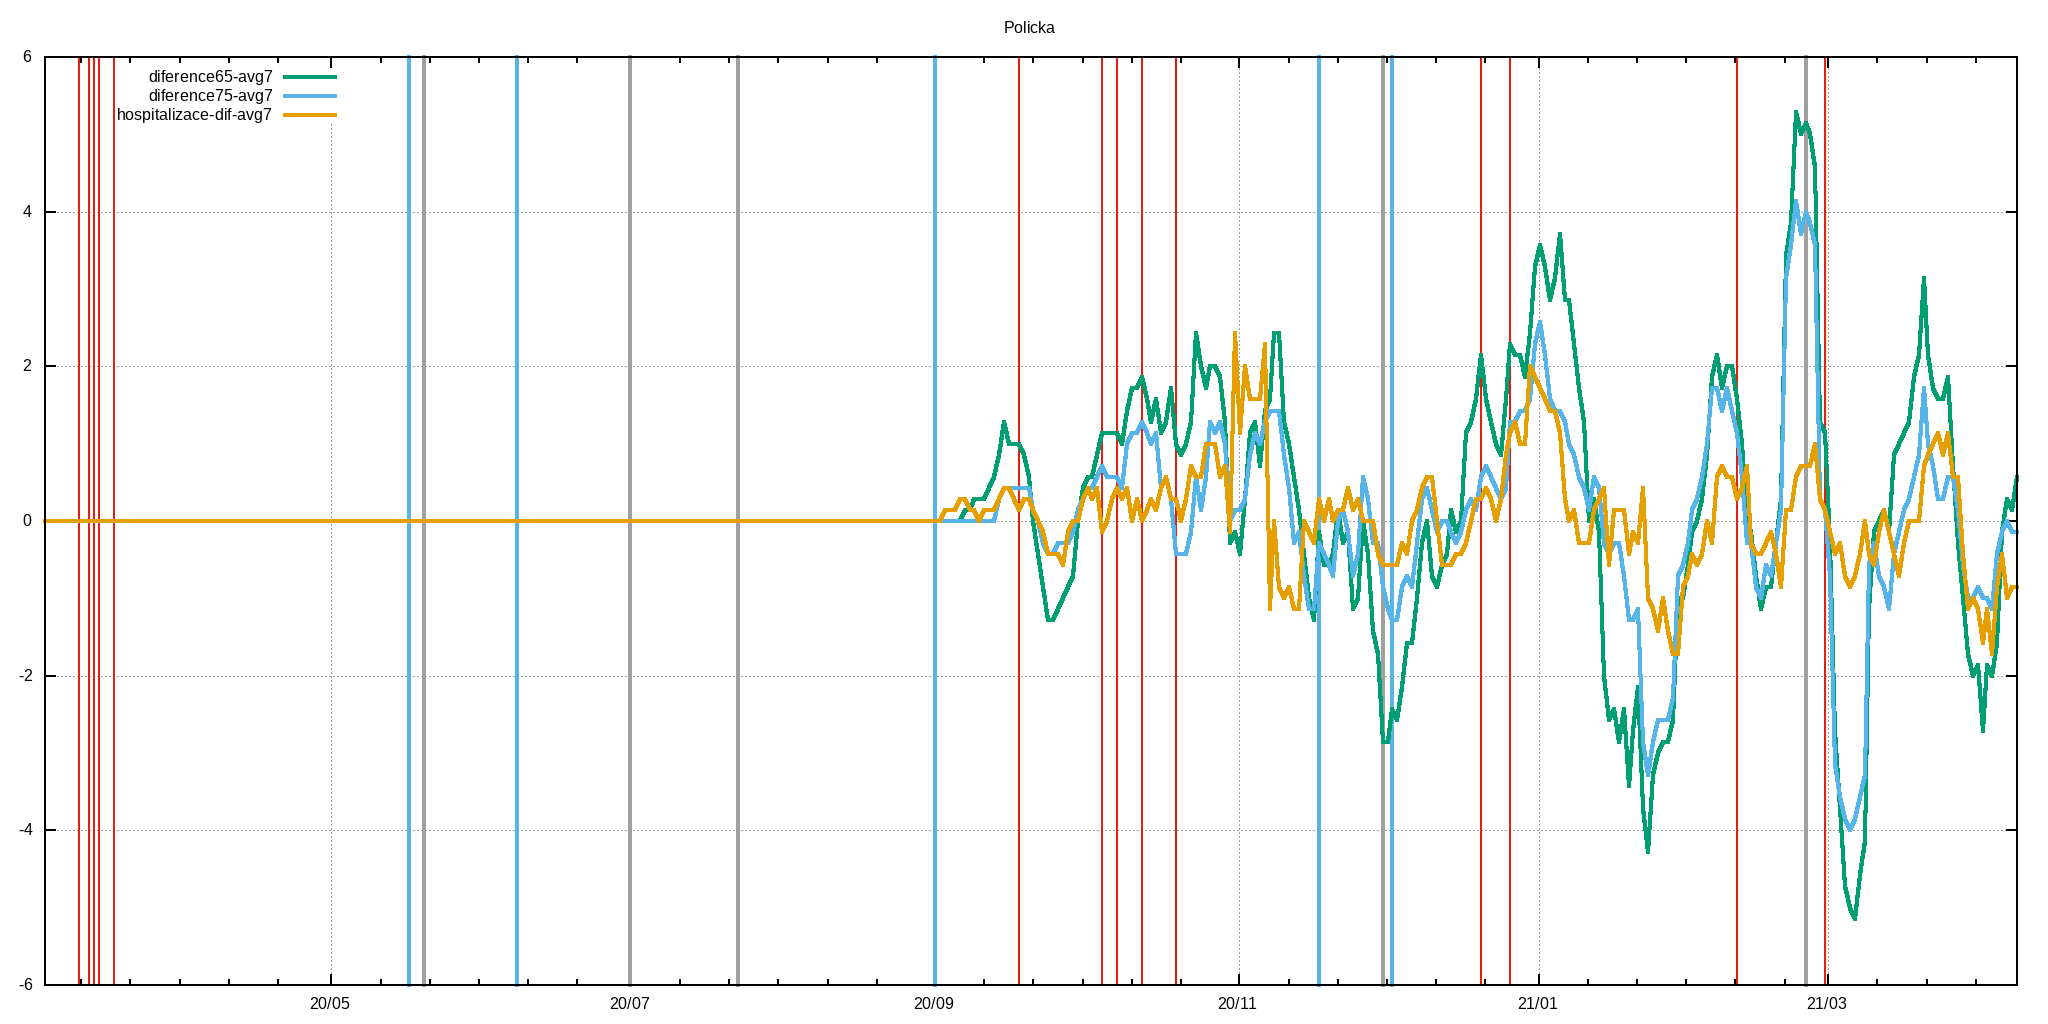 Policka
6
diference65-avg7
diference75-avg7
hospitalizace-dif-avg7
4
2
0
-2
-4
-6
20/05 20/07 20/09 20/11 21/01 21/03